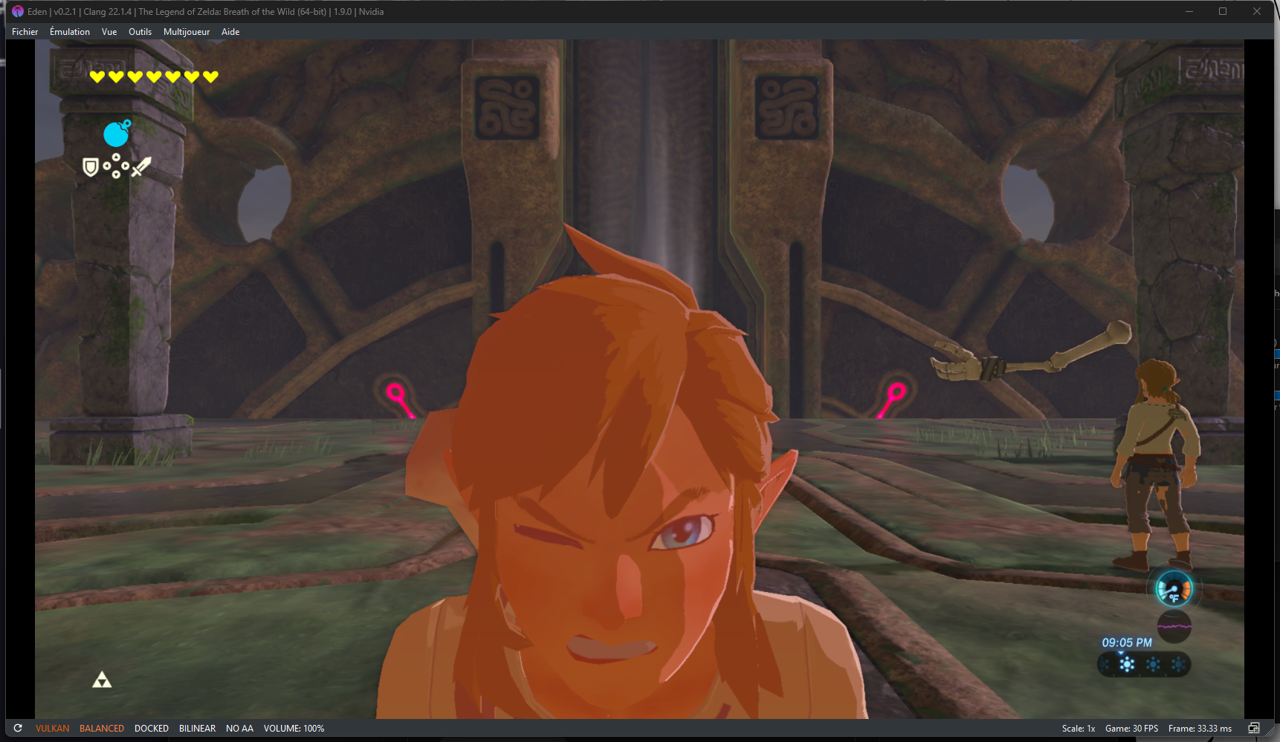 Eden | v0.2.1 | Clang 22.1.4 | The Legend of Zelda: Breath of the Wild (64-bit) | 1.9.0 | Nvidia
Fichier Émulation Vue Outils Multijoueur Aide
°F
09:05 PM
VULKAN BALANCED DOCKED BILINEAR NO AA VOLUME: 100% Scale: 1x Game: 30 FPS Frame: 33.33 ms